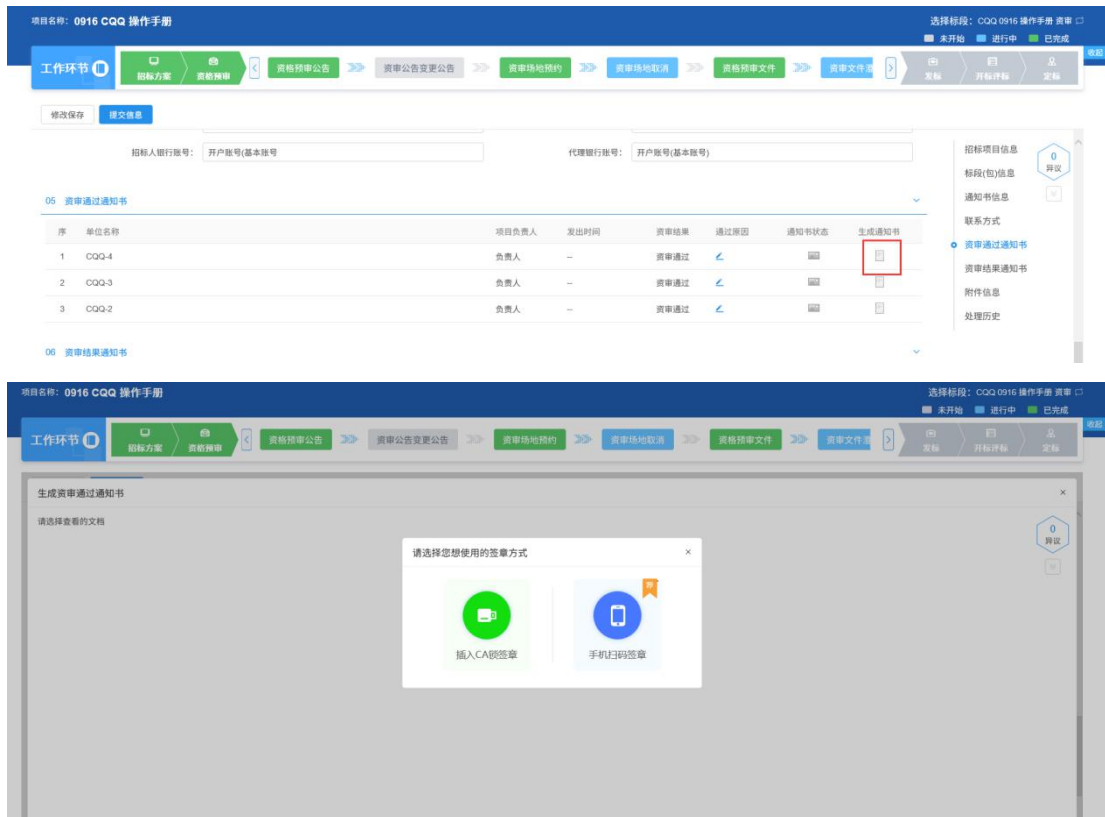 项目名称：0916 CQQ 操作手册
选择标段：CQQ 0916 操作手册 资审
未开始 进行中 已完成
收起
工作环节 招标方案 资格预审 资格预审公告 资审公告变更公告 资审场地预约 资审场地取消 资格预审文件 资审文件澄 发标 开标评标 定标
修改保存 提交信息
招标人银行账号： 开户账号(基本账号 代理银行账号： 开户账号(基本账号)
招标项目信息
0
异议
标段(包)信息
通知书信息
联系方式
资审通过通知书
资审结果通知书
附件信息
处理历史
05 资审通过通知书
序 单位名称 项目负责人 发出时间 资审结果 通过原因 通知书状态 生成通知书
1 CQQ-4 负责人 -- 资审通过
2 CQQ-3 负责人 -- 资审通过
3 CQQ-2 负责人 -- 资审通过
06 资审结果通知书
项目名称：0916 CQQ 操作手册
选择标段：CQQ 0916 操作手册 资审
未开始 进行中 已完成
收起
工作环节 招标方案 资格预审 资格预审公告 资审公告变更公告 资审场地预约 资审场地取消 资格预审文件 资审文件澄 发标 开标评标 定标
生成资审通过通知书 ×
请选择查看的文档
0
异议
请选择您想使用的签章方式 ×
荐
插入CA锁签章 手机扫码签章